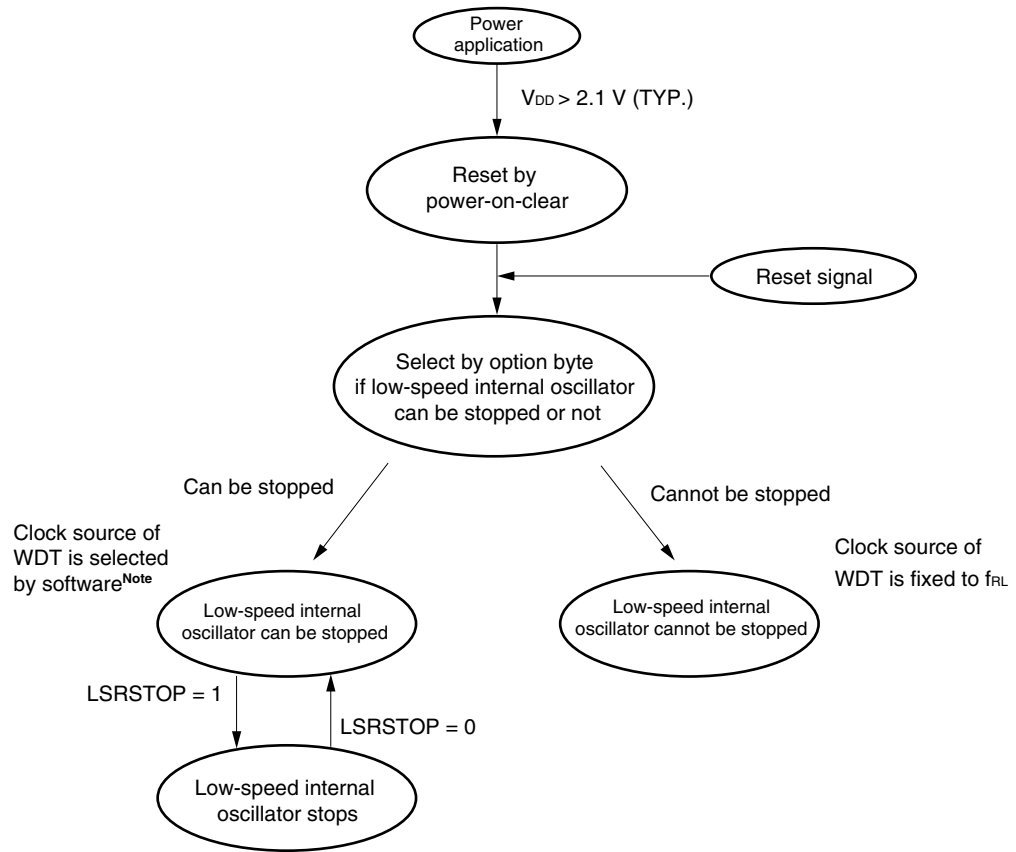 Power
application
VDD > 2.1 V (TYP.)
Reset by
power-on-clear
Reset signal
Select by option byte
if low-speed internal oscillator
can be stopped or not
Can be stopped
Cannot be stopped
Clock source of
WDT is selected
by softwareNote
Clock source of
WDT is fixed to fRL
Low-speed internal
oscillator can be stopped
Low-speed internal
oscillator cannot be stopped
LSRSTOP = 1
LSRSTOP = 0
Low-speed internal
oscillator stops